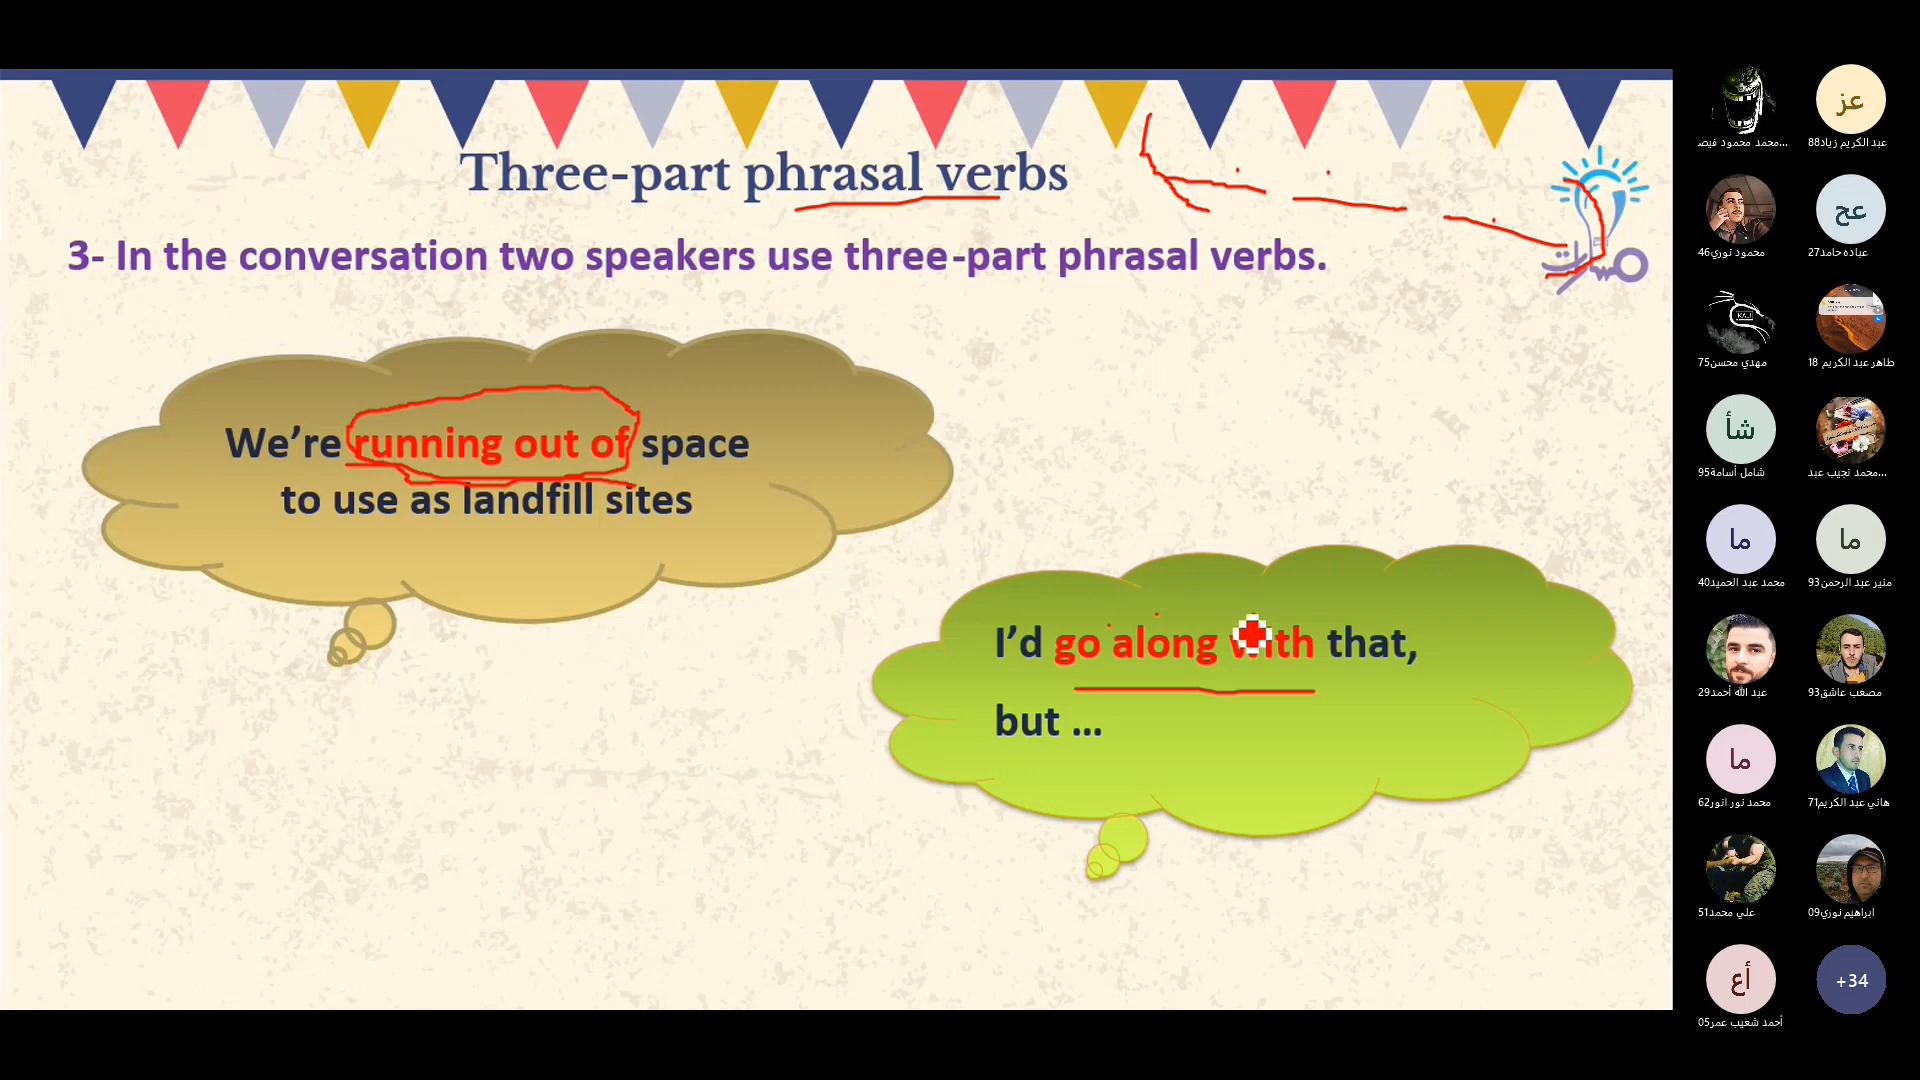 Three-part phrasal verbs
3- In the conversation two speakers use three-part phrasal verbs.
We’re running out of space
to use as landfill sites
I’d go along with that,
but ...
مسارات
محمد محمود فيص...
عز
عبد الكريم زياد88
محمود نوري46
عح
عباده حامد27
KALI
مهدي محسن75
طاهر عبد الكريم 18
شأ
شامل أسامة95
محمد نجيب عبد...
ما
محمد عبد الحميد40
ما
منير عبد الرحمن93
عبد الله أحمد29
مصعب عاشق93
ما
محمد نور انور62
هاني عبد الكريم71
علي محمد51
ابراهيم نوري09
أع
أحمد شعيب عمر05
+34